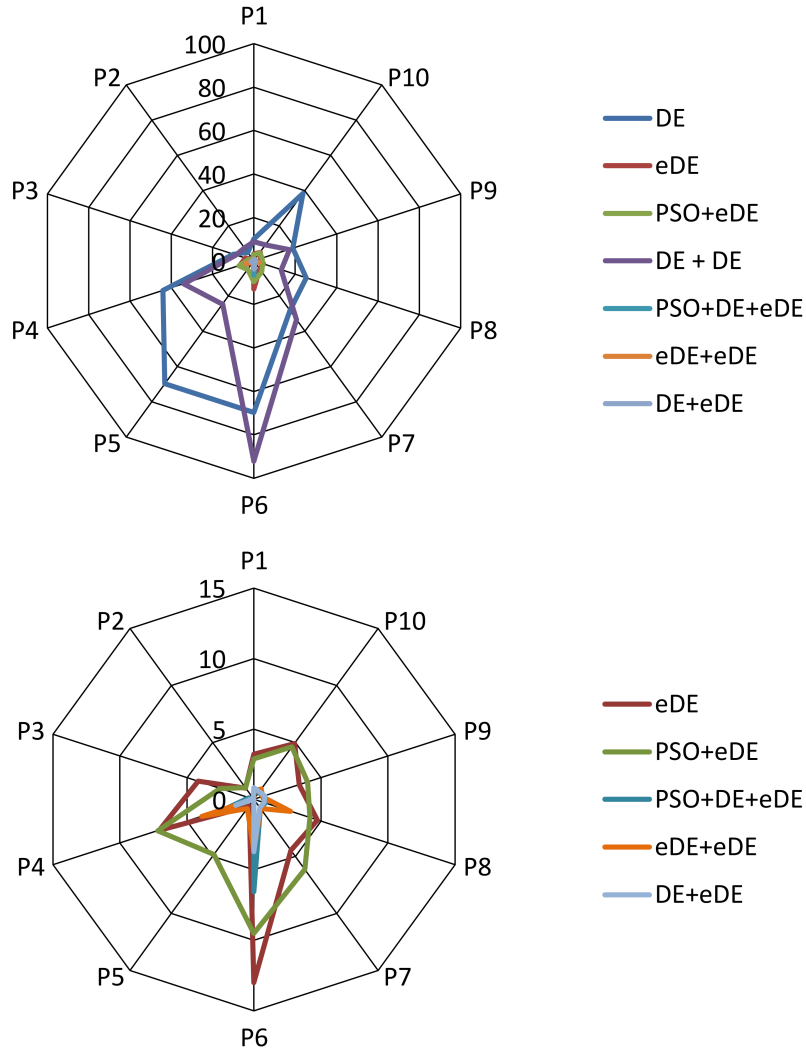 P1
100
P2
P10
80
60
DE
40
eDE
P3
P9
20
PSO+eDE
0
DE + DE
PSO+DE+eDE
P4
P8
eDE+eDE
DE+eDE
P5
P7
P6
P1
15
P2
P10
10
eDE
P3
P9
5
PSO+eDE
0
PSO+DE+eDE
eDE+eDE
P4
P8
DE+eDE
P5
P7
P6